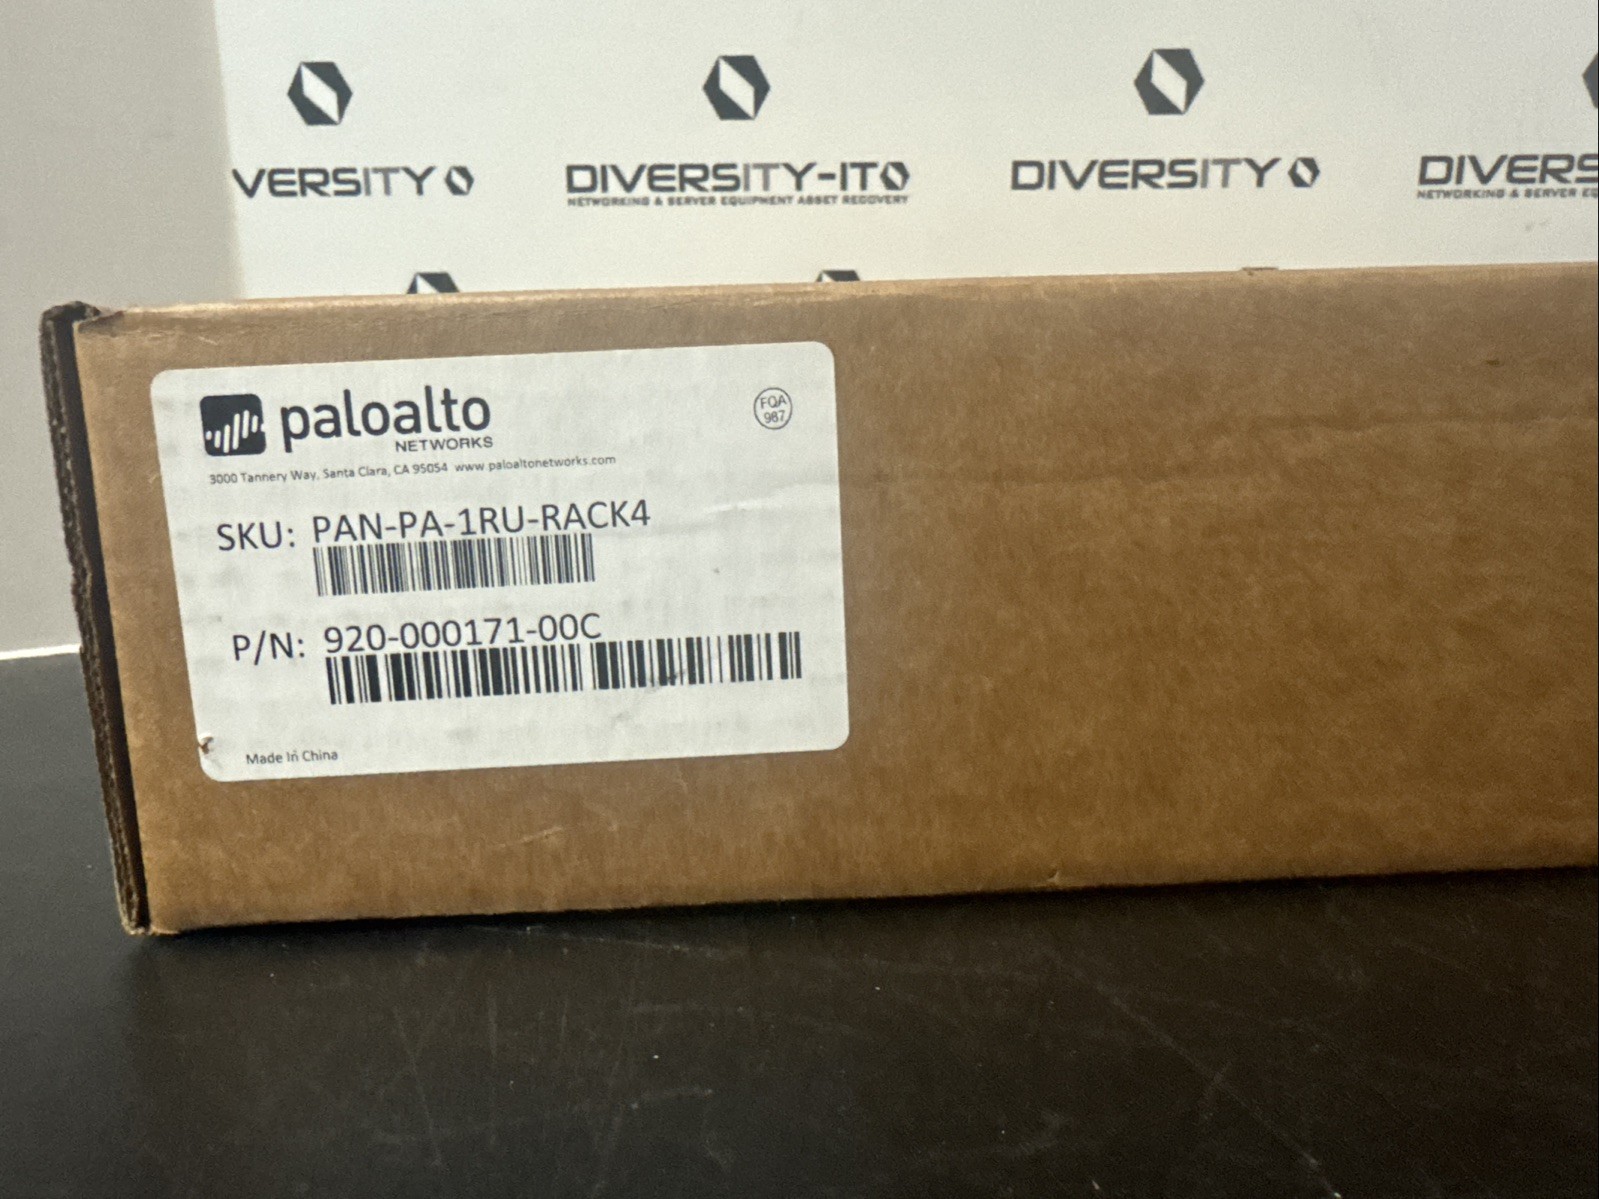 VERSITY
DIVERSITY-ITO
NETWORKING & SERVER EQUIPMENT ASSET RECOVERY
DIVERSITY
DIVERS
NETWORKING & SERVER EQ
paloalto
NETWORKS
FQA
987
3000 Tannery Way, Santa Clara, CA 95054 www.paloaltonetworks.com
SKU: PAN-PA-1RU-RACK4
P/N: 920-000171-00C
Made In China